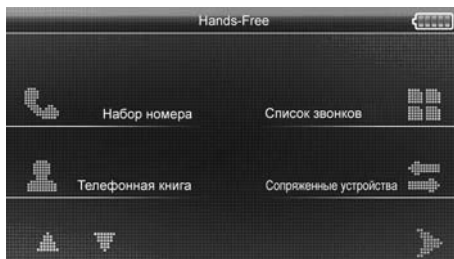 Hands-Free
Набор номера
Список звонков
Телефонная книга
Сопряженные устройства